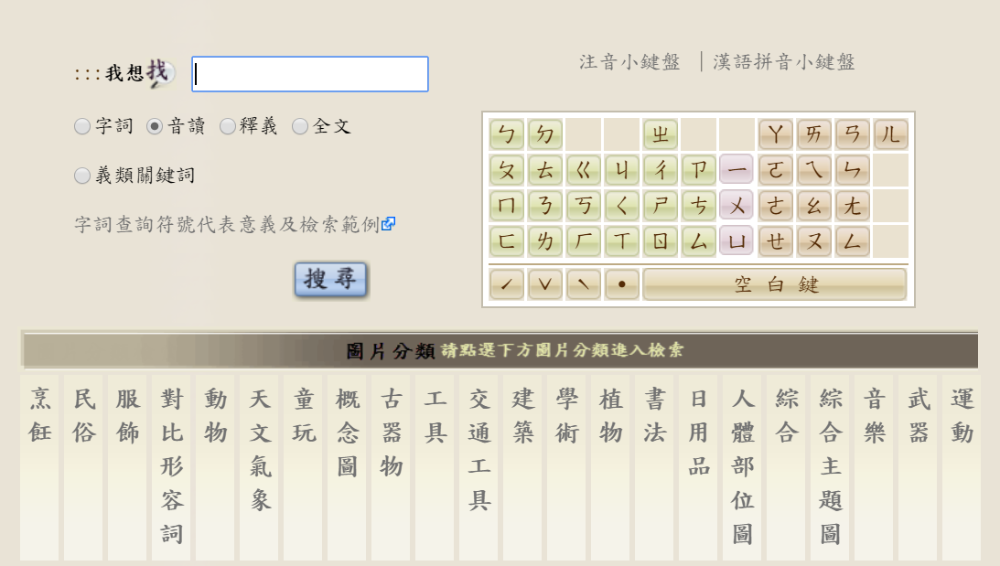 :::我想找
注音小鍵盤 | 漢語拼音小鍵盤
字詞 音讀 釋義 全文
義類關鍵詞
字詞查詢符號代表意義及檢索範例
搜尋
ㄅ ㄉ ㄓ ㄚ ㄞ ㄢ ㄦ
ㄆ ㄊ ㄍ ㄐ ㄔ ㄗ ㄧ ㄛ ㄟ ㄣ
ㄇ ㄋ ㄎ ㄑ ㄕ ㄘ ㄨ ㄜ ㄠ ㄤ
ㄈ ㄌ ㄏ ㄒ ㄖ ㄙ ㄩ ㄝ ㄡ ㄥ
ˊ ˇ ˋ ˙ 空白鍵
圖片分類 請點選下方圖片分類進入檢索
烹飪
民俗
服飾
對比形容詞
動物
天文氣象
童玩
概念圖
古器物
工具
交通工具
建築
學術
植物
書法
日用品
人體部位圖
綜合
綜合主題圖
音樂
武器
運動